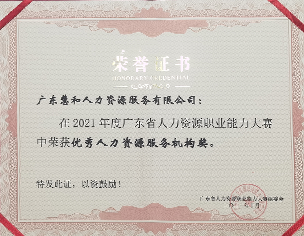 荣誉证书
广东慧和人力资源服务有限公司：
在2021年度广东省人力资源职业能力大赛
中荣获优秀人力资源服务机构奖。
特发此证，以资鼓励！